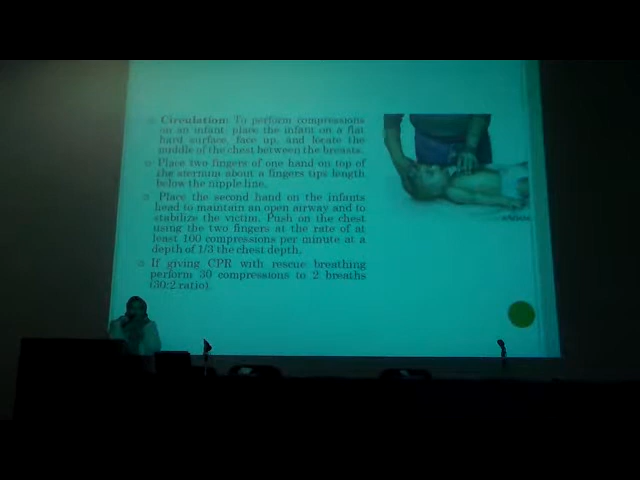 Circulation: To perform compressions
on an infant, place the infant on a flat
hard surface, face up, and locate the
middle of the chest between the breasts.
Place two fingers of one hand on top of
the sternum about a fingers tips length
below the nipple line.
Place the second hand on the infants
head to maintain an open airway and to
stabilize the victim. Push on the chest
using the two fingers at the rate of at
least 100 compressions per minute at a
depth of 1/3 the chest depth.
If giving CPR with rescue breathing
perform 30 compressions to 2 breaths
(30:2 ratio).